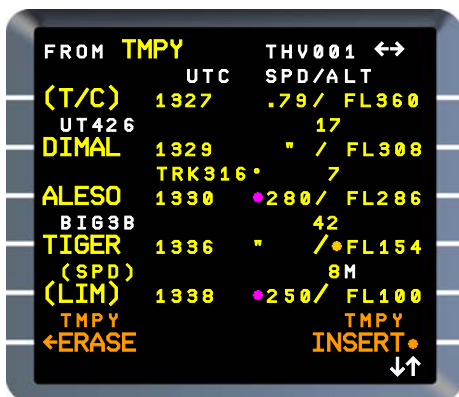 FROM TMPY THV001 ←→
UTC SPD/ALT
(T/C) 1327 .79/ FL360
UT426 17
DIMAL 1329 " / FL308
TRK316° 7
ALESO 1330 280/ FL286
BIG3B 42
TIGER 1336 " / FL154
(SPD) 8M
(LIM) 1338 250/ FL100
TMPY TMPY
←ERASE INSERT
↓↑